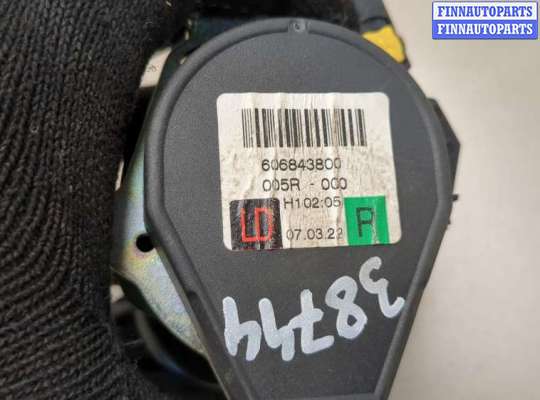 FINNAUTOPARTS
FINNAUTOPARTS
606843800
005R - 000
H102:05
LD
R
07.03.22
38744